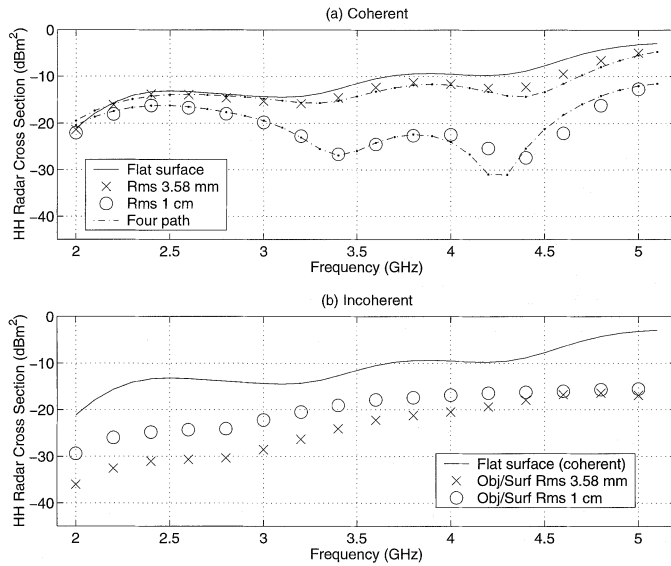 (a) Coherent
HH Radar Cross Section (dBm²)
0
−10
−20
−30
−40
Flat surface
Rms 3.58 mm
Rms 1 cm
Four path
2
2.5
3
3.5
4
4.5
5
Frequency (GHz)
(b) Incoherent
HH Radar Cross Section (dBm²)
0
−10
−20
−30
−40
Flat surface (coherent)
Obj/Surf Rms 3.58 mm
Obj/Surf Rms 1 cm
2
2.5
3
3.5
4
4.5
5
Frequency (GHz)